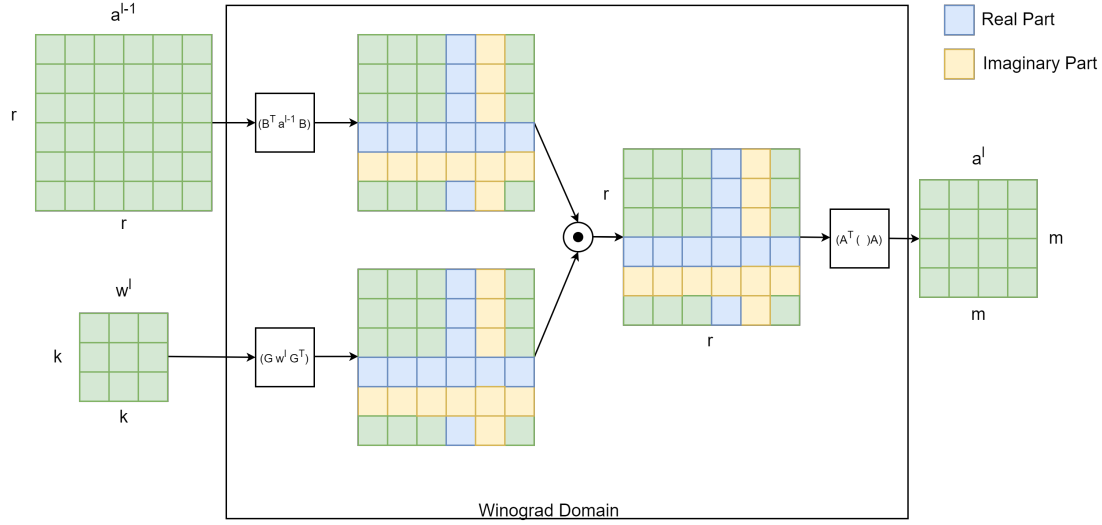 a^l-1
Real Part
Imaginary Part
r
(B^T a^l-1 B)
r
r
a^l
(A^T ( )A)
m
w^l
m
k
(G w^l G^T)
r
k
Winograd Domain